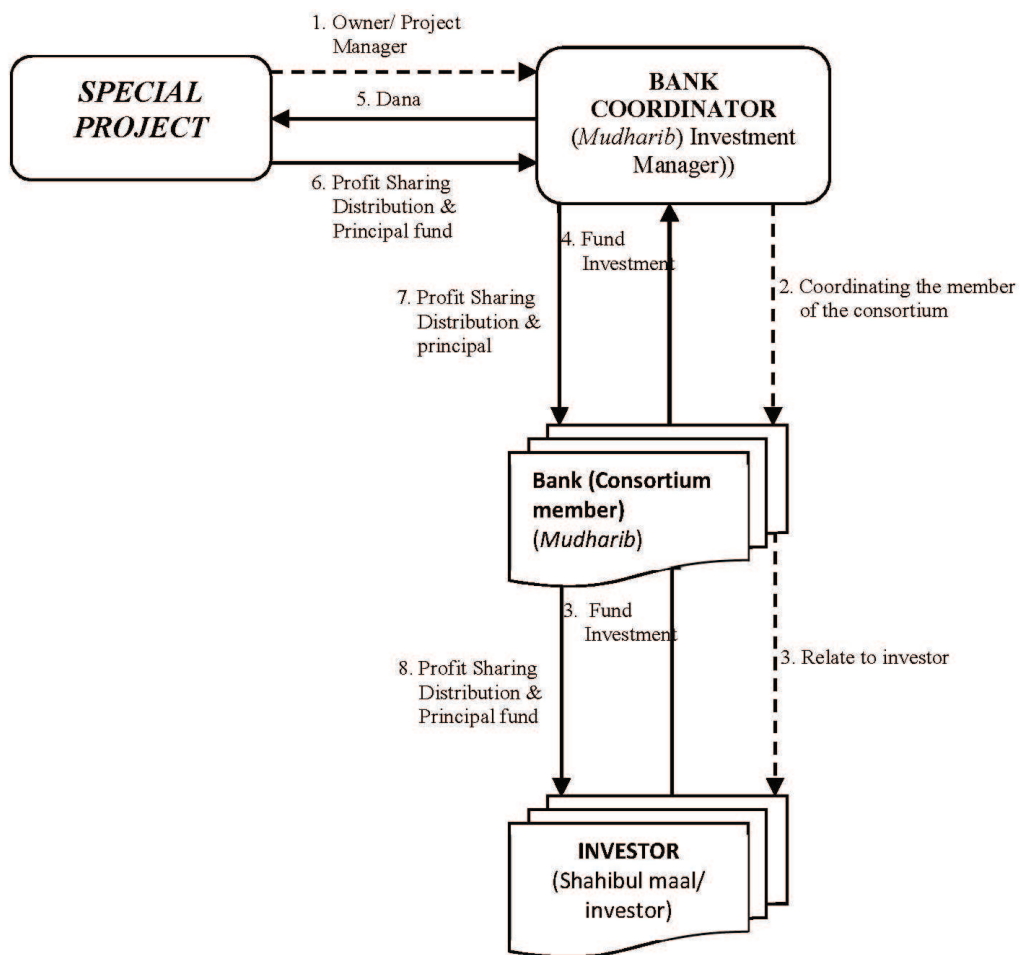 1. Owner/ Project
Manager
SPECIAL
PROJECT
5. Dana
BANK
COORDINATOR
(Mudharib) Investment
Manager))
6. Profit Sharing
Distribution &
Principal fund
4. Fund
Investment
7. Profit Sharing
Distribution &
principal
2. Coordinating the member
of the consortium
Bank (Consortium
member)
(Mudharib)
3. Fund
Investment
8. Profit Sharing
Distribution &
Principal fund
3. Relate to investor
INVESTOR
(Shahibul maal/
investor)